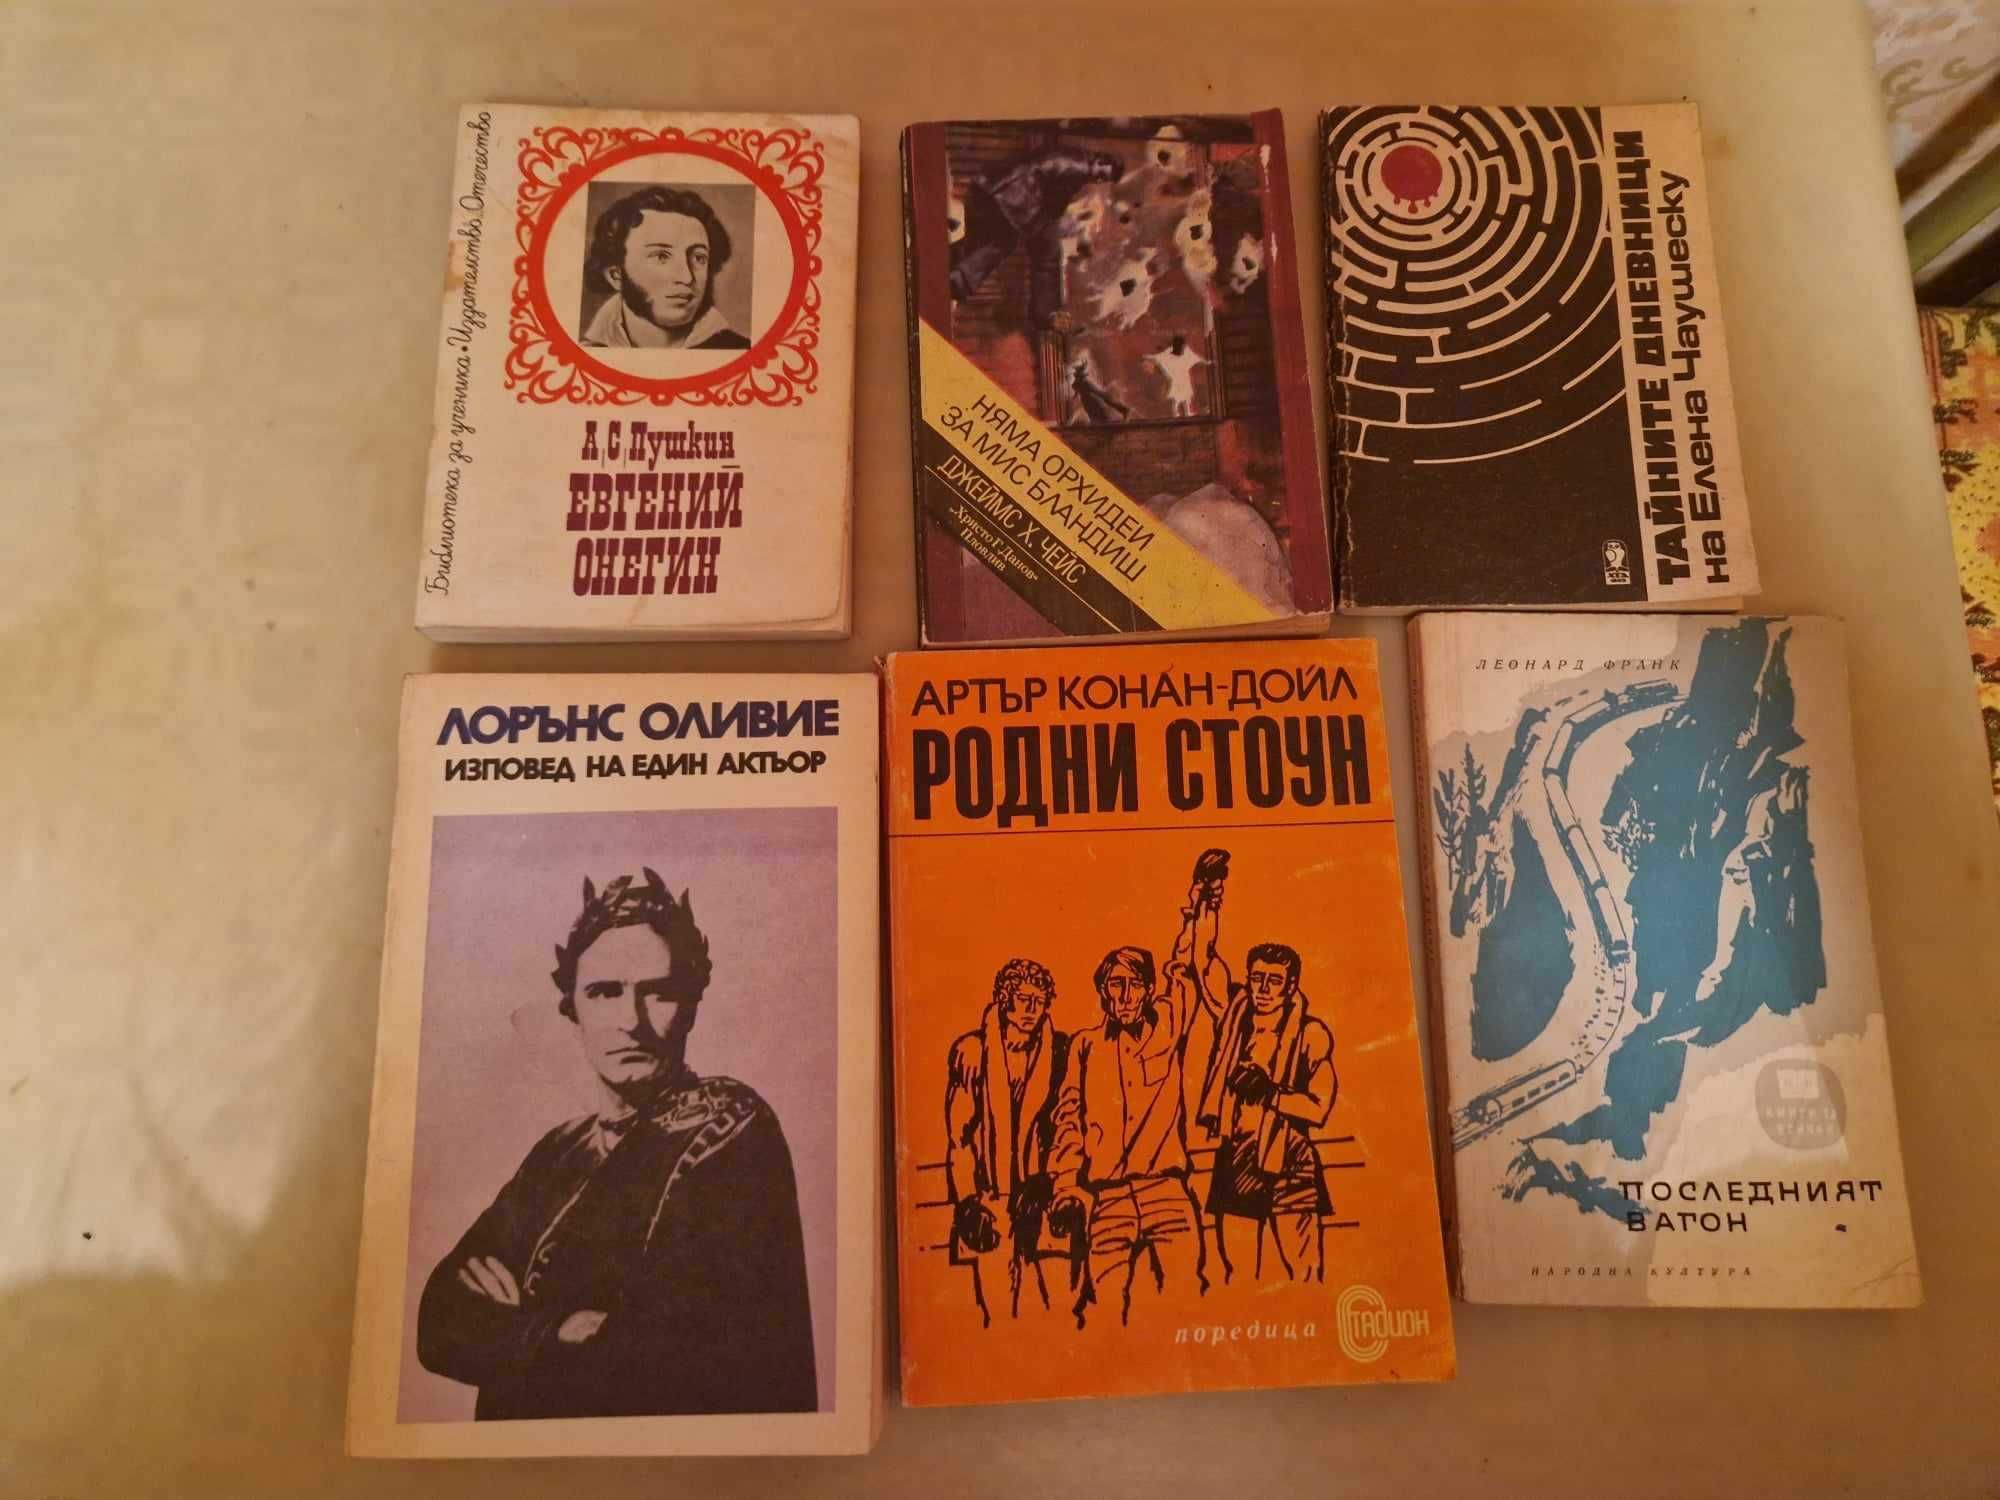 Библиотека за ученика • Издателство „Отечество
А. С. Пушкин
ЕВГЕНИЙ
ОНЕГИН
НЯМА ОРХИДЕИ
ЗА МИС БЛАНДИШ
ДЖЕЙМС Х. ЧЕЙС
„Христо Г. Данов“
Пловдив
ТАЙНИТЕ ДНЕВНИЦИ
на Елена Чаушеску
ЛОРЪНС ОЛИВИЕ
ИЗПОВЕД НА ЕДИН АКТЬОР
АРТЪР КОНАН-ДОЙЛ
РОДНИ СТОУН
поредица СТАДИОН
ЛЕОНАРД ФРАНК
ПОСЛЕДНИЯТ
ВАГОН
НАРОДНА КУЛТУРА